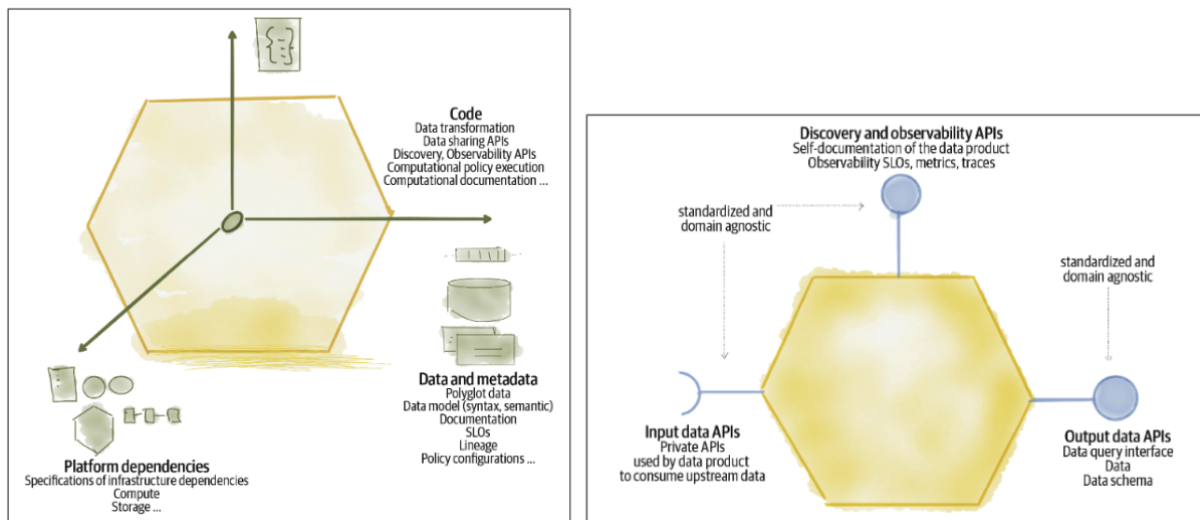 Code
Data transformation
Data sharing APIs
Discovery, Observability APIs
Computational policy execution
Computational documentation ...
Data and metadata
Polyglot data
Data model (syntax, semantic)
Documentation
SLOs
Lineage
Policy configurations ...
Platform dependencies
Specifications of infrastructure dependencies
Compute
Storage ...
Discovery and observability APIs
Self-documentation of the data product
Observability SLOs, metrics, traces
standardized and
domain agnostic
standardized and
domain agnostic
Input data APIs
Private APIs
used by data product
to consume upstream data
Output data APIs
Data query interface
Data
Data schema